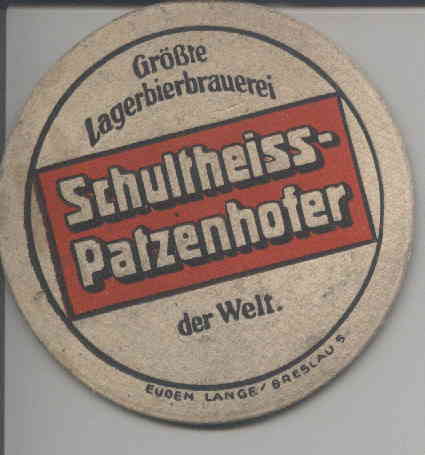 Größte
Lagerbierbrauerei
Schultheiss-
Patzenhofer
der Welt.
EUGEN LANGE / BRESLAU 5